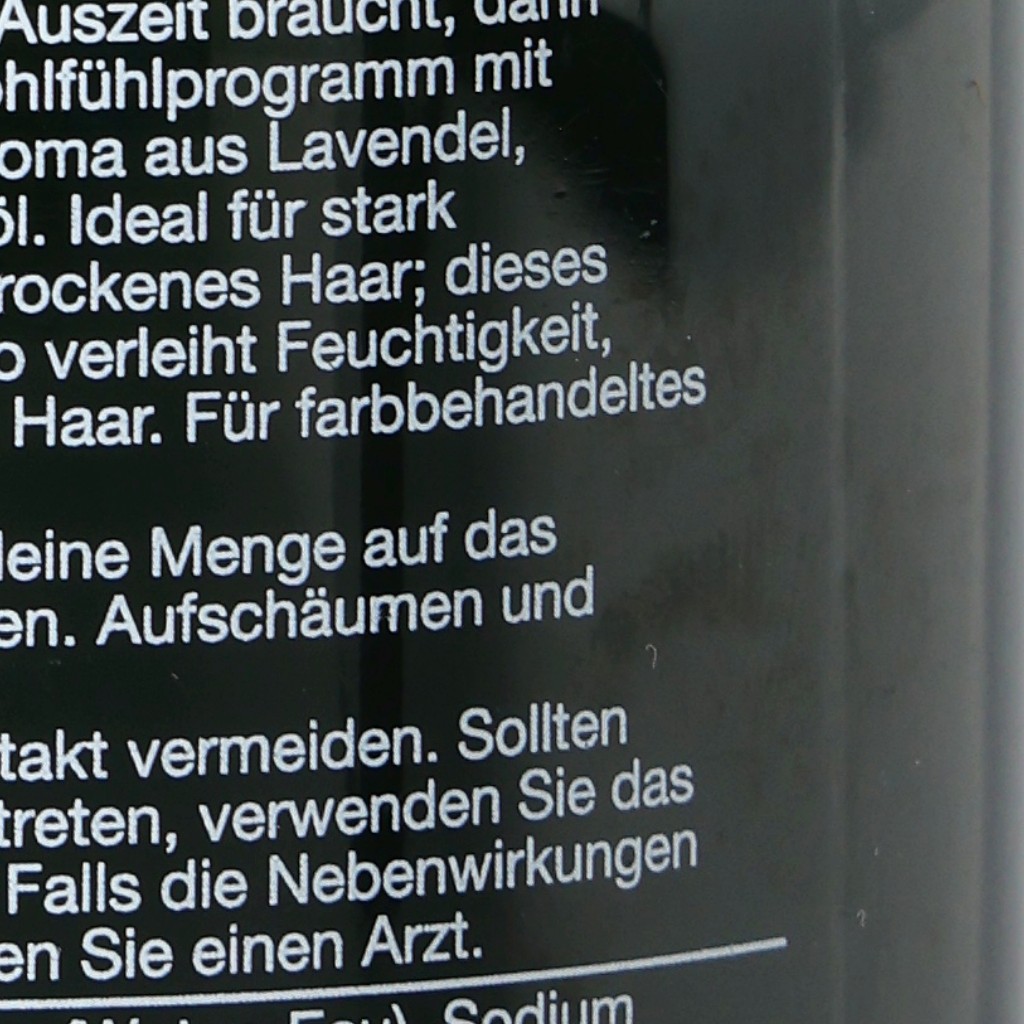 Auszeit braucht, dann
ohlfühlprogramm mit
oma aus Lavendel,
öl. Ideal für stark
rockenes Haar; dieses
o verleiht Feuchtigkeit,
Haar. Für farbbehandeltes
leine Menge auf das
en. Aufschäumen und
takt vermeiden. Sollten
treten, verwenden Sie das
Falls die Nebenwirkungen
en Sie einen Arzt.
Eau), Sodium